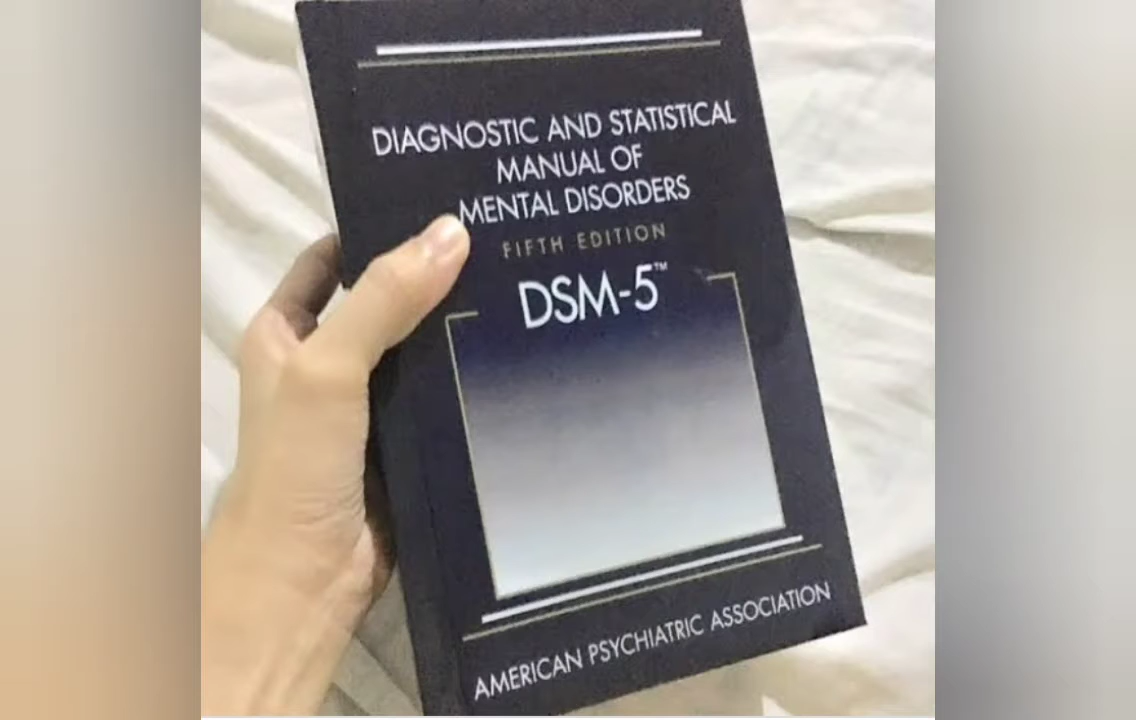 DIAGNOSTIC AND STATISTICAL
MANUAL OF
MENTAL DISORDERS
FIFTH EDITION
DSM-5™
AMERICAN PSYCHIATRIC ASSOCIATION